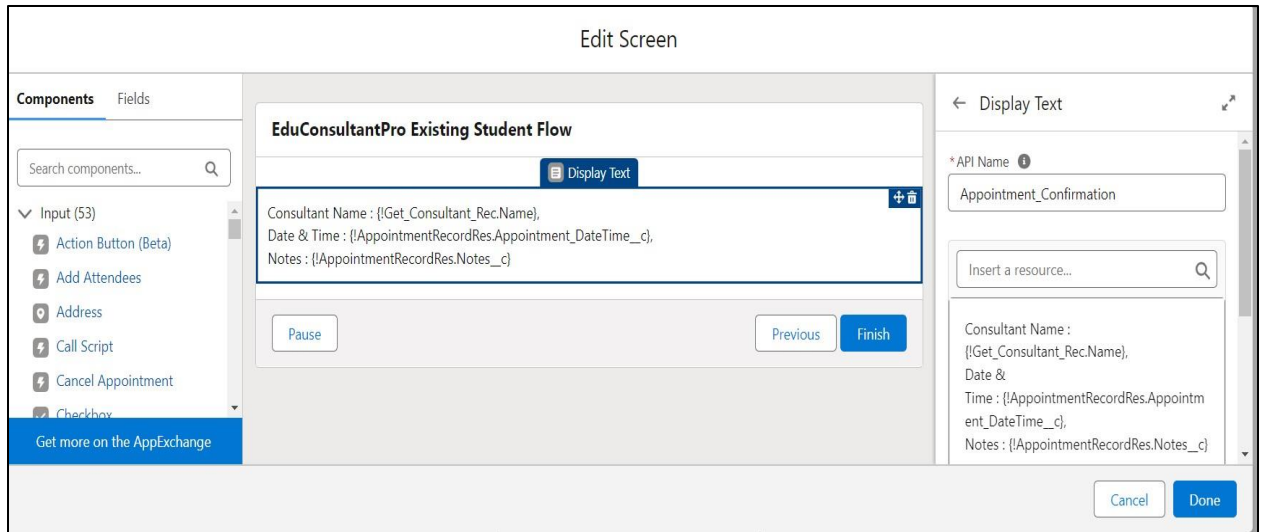 Edit Screen
Components Fields
Search components...
Input (53)
Action Button (Beta)
Add Attendees
Address
Call Script
Cancel Appointment
Checkbox
Get more on the AppExchange
EduConsultantPro Existing Student Flow
Display Text
Consultant Name : {!Get_Consultant_Rec.Name},
Date & Time : {!AppointmentRecordRes.Appointment_DateTime__c},
Notes : {!AppointmentRecordRes.Notes__c}
Pause Previous Finish
Display Text
*API Name
Appointment_Confirmation
Insert a resource...
Consultant Name :
{!Get_Consultant_Rec.Name},
Date &
Time : {!AppointmentRecordRes.Appointm
ent_DateTime__c},
Notes : {!AppointmentRecordRes.Notes__c}
Cancel Done